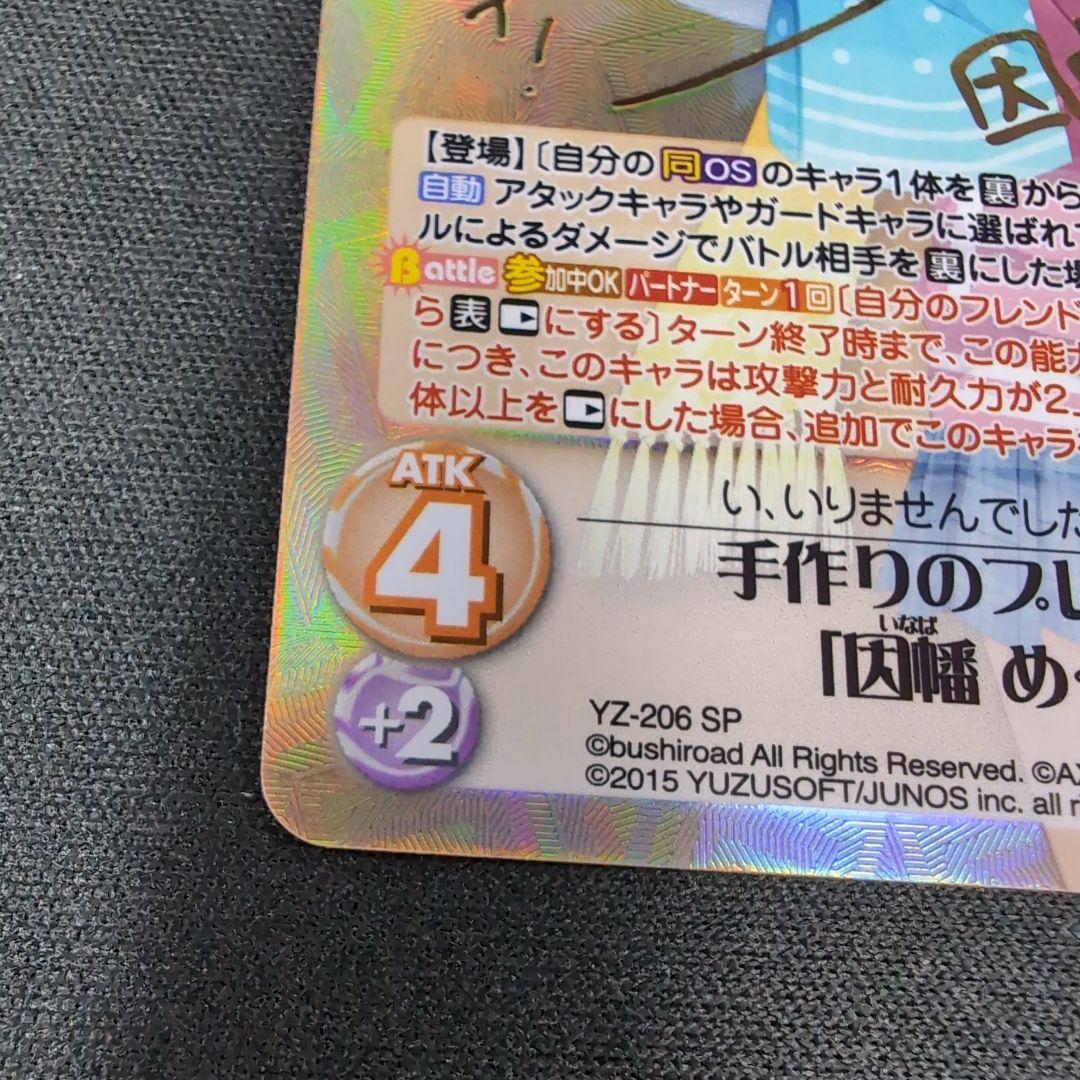 イ!
因
【登場】〔自分の同OSのキャラ1体を裏から
自動 アタックキャラやガードキャラに選ばれ
ルによるダメージでバトル相手を裏にした場
Battle 参加中OK パートナー ターン1回〔自分のフレンド
ら表 にする〕ターン終了時まで、この能力
につき、このキャラは攻撃力と耐久力が2
体以上を にした場合、追加でこのキャラ
ATK
4
い、いりませんでした
手作りのプレ
いなば
「因幡 め
+2
YZ-206 SP
©bushiroad All Rights Reserved. ©AX
©2015 YUZUSOFT/JUNOS inc. all r